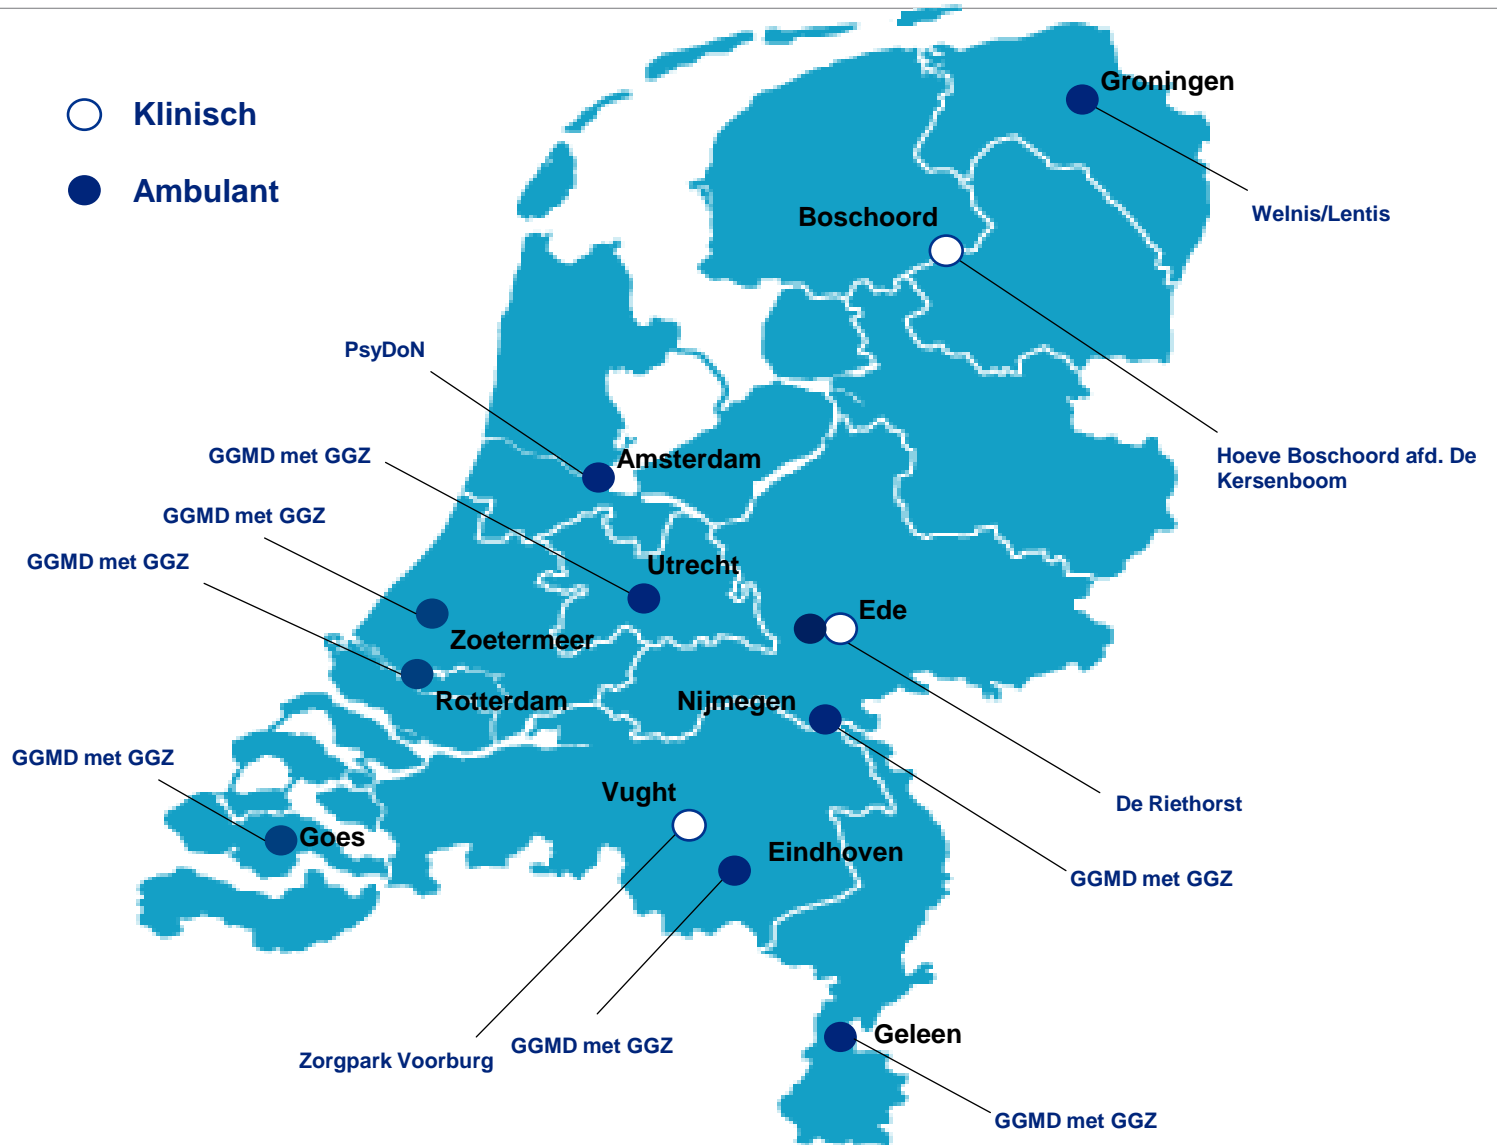 Groningen
Klinisch
Ambulant
Welnis/Lentis
Boschoord
PsyDoN
GGMD met GGZ
Amsterdam
Hoeve Boschoord afd. De
Kersenboom
GGMD met GGZ
GGMD met GGZ
Utrecht
Ede
Zoetermeer
Rotterdam
Nijmegen
GGMD met GGZ
Vught
De Riethorst
Goes
Eindhoven
GGMD met GGZ
Geleen
GGMD met GGZ
Zorgpark Voorburg
GGMD met GGZ